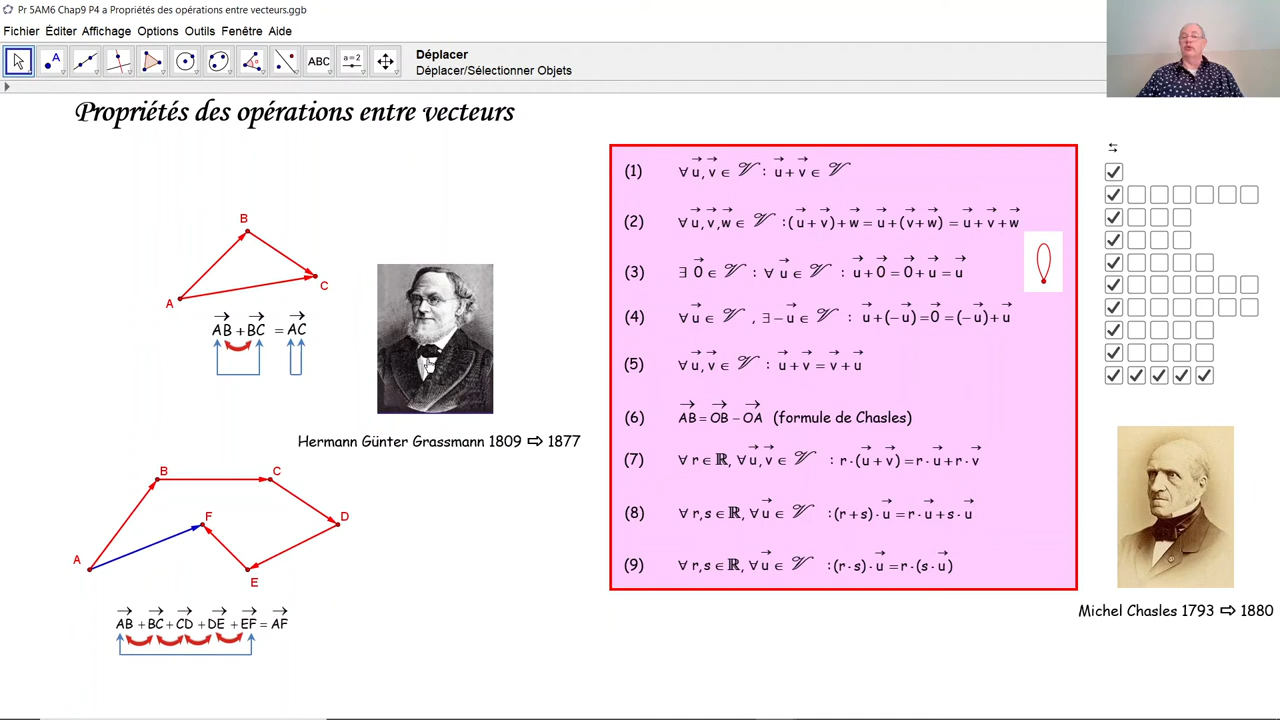 Pr 5AM6 Chap9 P4 a Propriétés des opérations entre vecteurs.ggb
Fichier Éditer Affichage Options Outils Fenêtre Aide
A ABC a=2
Déplacer
Déplacer/Sélectionner Objets
Propriétés des opérations entre vecteurs
B
C
A
AB⃗ + BC⃗ = AC⃗
Hermann Günter Grassmann 1809 ⇨ 1877
B
C
F
D
A
E
AB⃗ + BC⃗ + CD⃗ + DE⃗ + EF⃗ = AF⃗
(1) ∀ u⃗, v⃗ ∈ 𝒱 : u⃗ + v⃗ ∈ 𝒱
(2) ∀ u⃗, v⃗, w⃗ ∈ 𝒱 : (u⃗ + v⃗) + w⃗ = u⃗ + (v⃗ + w⃗) = u⃗ + v⃗ + w⃗
(3) ∃ 0⃗ ∈ 𝒱 : ∀ u⃗ ∈ 𝒱 : u⃗ + 0⃗ = 0⃗ + u⃗ = u⃗
(4) ∀ u⃗ ∈ 𝒱 , ∃ − u⃗ ∈ 𝒱 : u⃗ + (− u⃗) = 0⃗ = (− u⃗) + u⃗
(5) ∀ u⃗, v⃗ ∈ 𝒱 : u⃗ + v⃗ = v⃗ + u⃗
(6) AB⃗ = OB⃗ − OA⃗ (formule de Chasles)
(7) ∀ r ∈ ℝ, ∀ u⃗, v⃗ ∈ 𝒱 : r · (u⃗ + v⃗) = r · u⃗ + r · v⃗
(8) ∀ r,s ∈ ℝ, ∀ u⃗ ∈ 𝒱 : (r + s) · u⃗ = r · u⃗ + s · u⃗
(9) ∀ r,s ∈ ℝ, ∀ u⃗ ∈ 𝒱 : (r · s) · u⃗ = r · (s · u⃗)
Michel Chasles 1793 ⇨ 1880